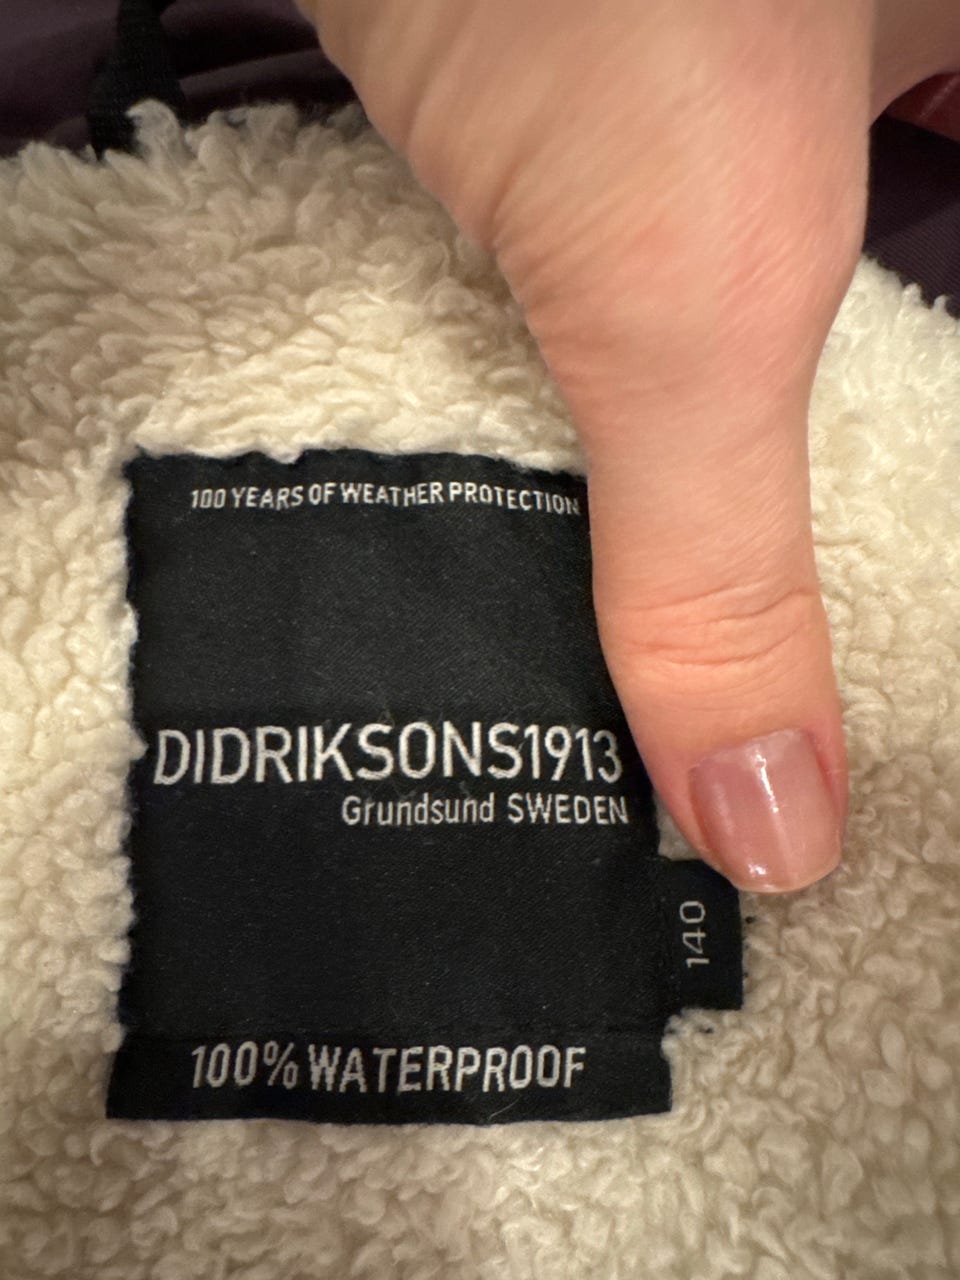 100 YEARS OF WEATHER PROTECTION
DIDRIKSONS1913
Grundsund SWEDEN
140
100% WATERPROOF